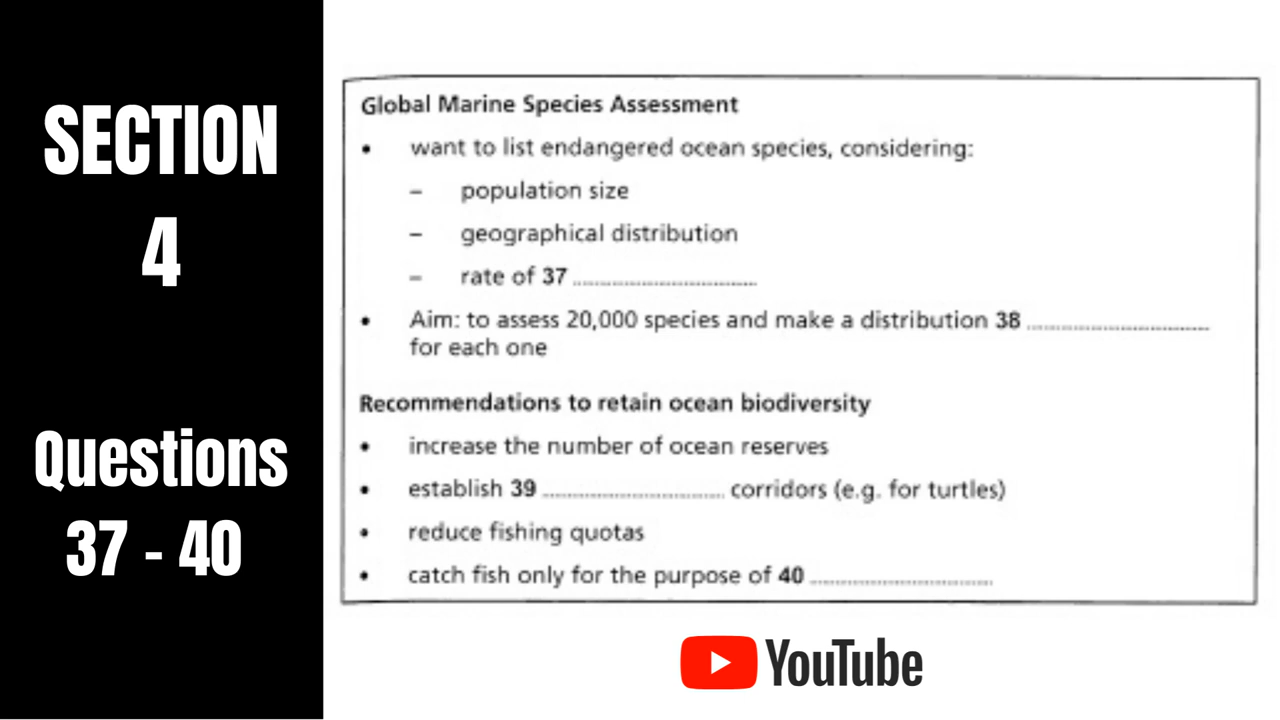 SECTION
4
Questions
37 - 40
Global Marine Species Assessment
• want to list endangered ocean species, considering:
– population size
– geographical distribution
– rate of 37 ........................................
• Aim: to assess 20,000 species and make a distribution 38 ........................................
for each one
Recommendations to retain ocean biodiversity
• increase the number of ocean reserves
• establish 39 ........................................ corridors (e.g. for turtles)
• reduce fishing quotas
• catch fish only for the purpose of 40 ........................................
YouTube